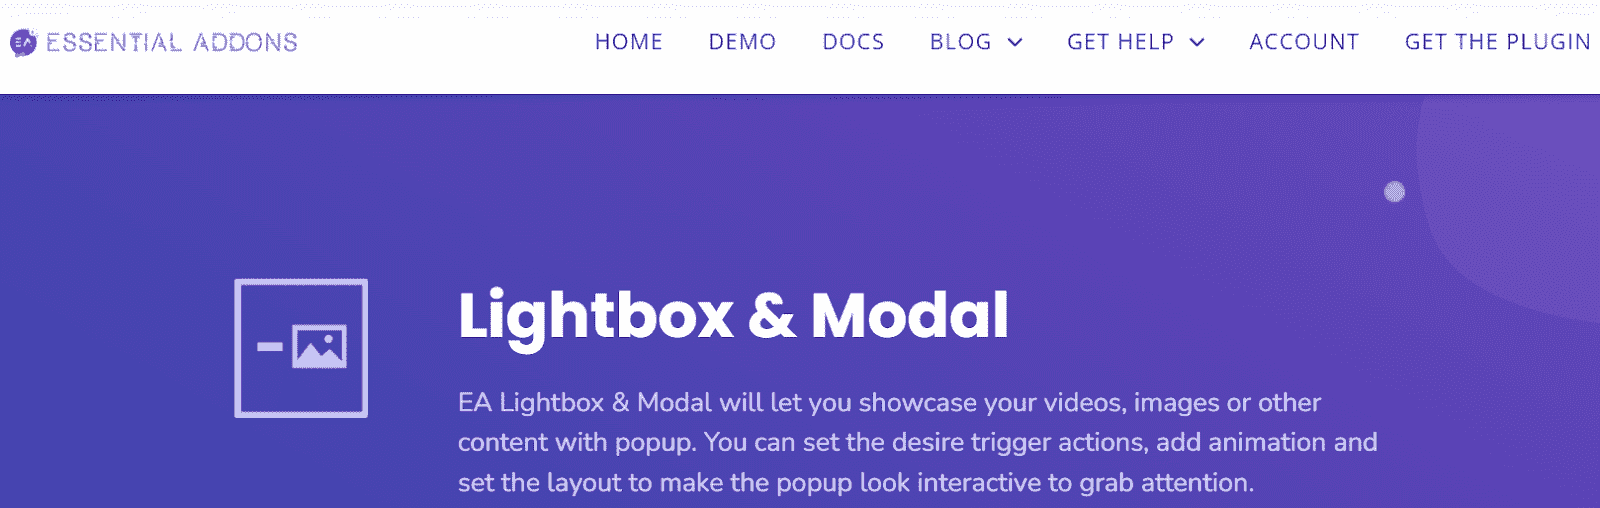 EA ESSENTIAL ADDONS HOME DEMO DOCS BLOG GET HELP ACCOUNT GET THE PLUGIN
Lightbox & Modal
EA Lightbox & Modal will let you showcase your videos, images or other
content with popup. You can set the desire trigger actions, add animation and
set the layout to make the popup look interactive to grab attention.